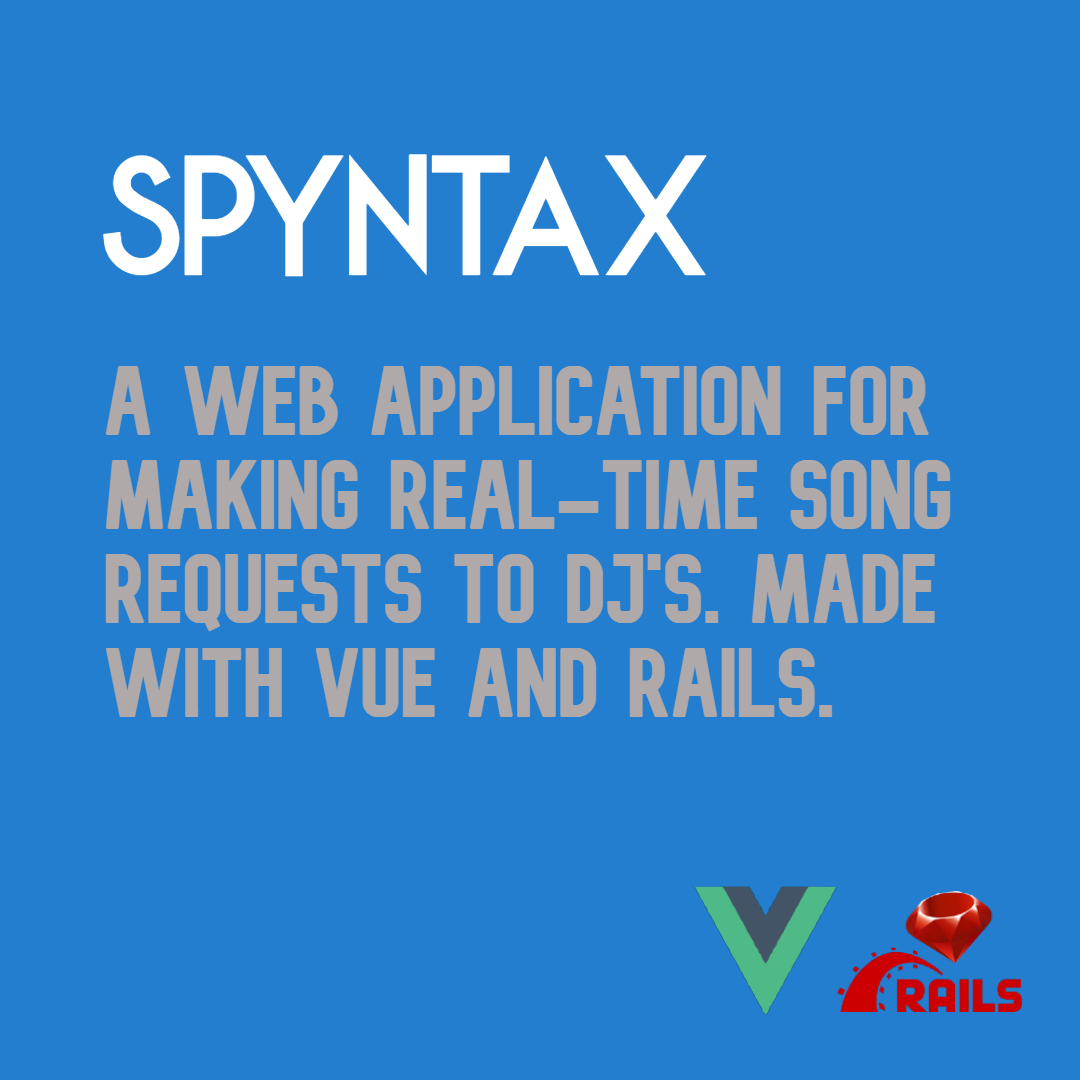 SPYNTAX
A WEB APPLICATION FOR
MAKING REAL-TIME SONG
REQUESTS TO DJ'S. MADE
WITH VUE AND RAILS.
RAILS